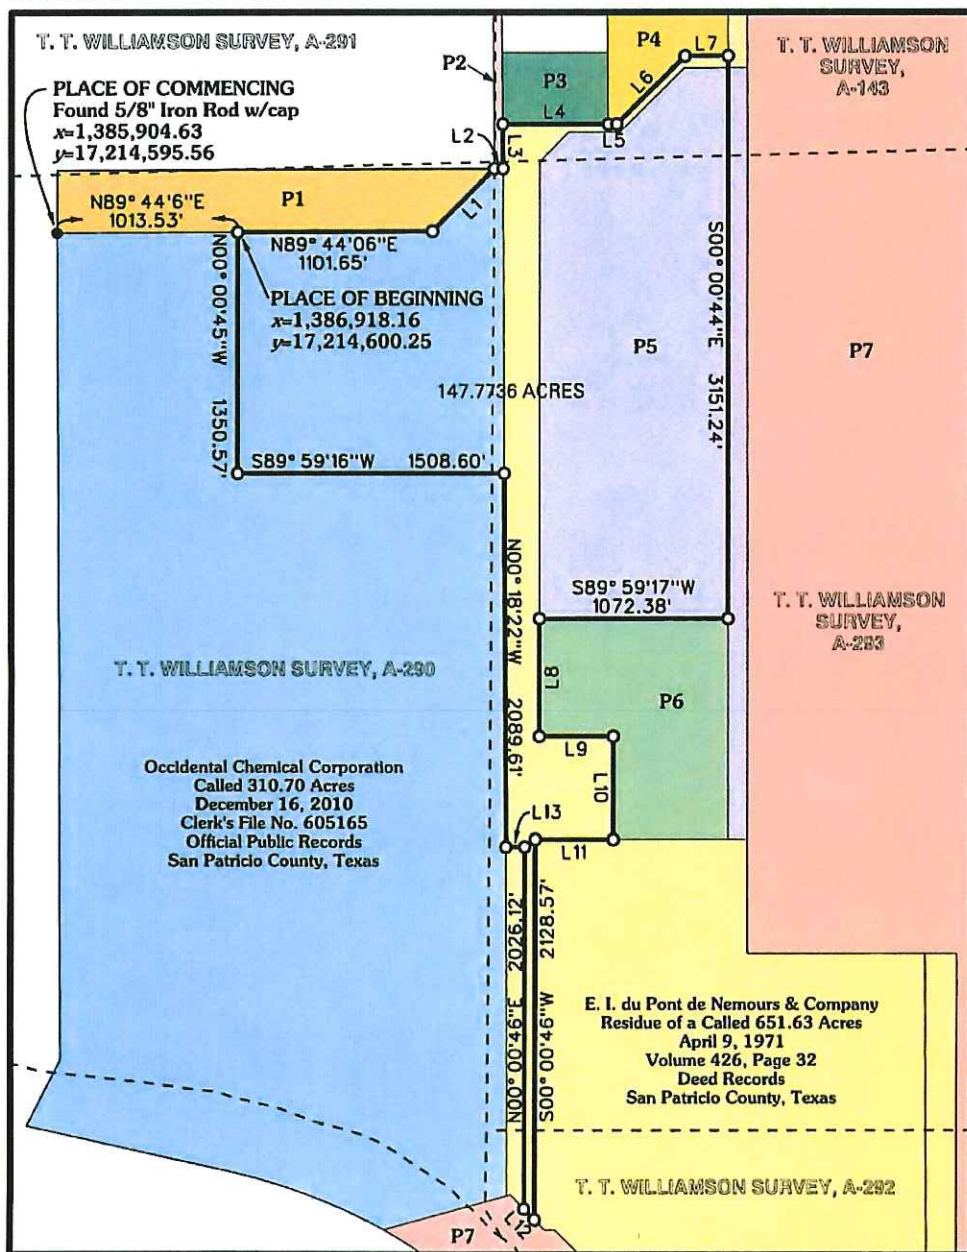 T. T. WILLIAMSON SURVEY, A-291
P2
P3
P4
L7
L6
L4
L5
L2
L3
T. T. WILLIAMSON
SURVEY,
A-143
PLACE OF COMMENCING
Found 5/8" Iron Rod w/cap
x=1,385,904.63
y=17,214,595.56
N89° 44'6"E
1013.53'
P1
L1
N89° 44'06"E
1101.65'
N00° 00'45"W 1350.57'
PLACE OF BEGINNING
x=1,386,918.16
y=17,214,600.25
S00° 00'44"E 3151.24'
P5
P7
147.7736 ACRES
S89° 59'16"W 1508.60'
N00° 18'22"W 2089.61'
S89° 59'17"W
1072.38'
T. T. WILLIAMSON
SURVEY,
A-293
T. T. WILLIAMSON SURVEY, A-290
L8
P6
L9
L10
L13
L11
Occidental Chemical Corporation
Called 310.70 Acres
December 16, 2010
Clerk's File No. 605165
Official Public Records
San Patricio County, Texas
N00° 00'46"E 2026.12'
S00° 00'46"W 2128.57'
E. I. du Pont de Nemours & Company
Residue of a Called 651.63 Acres
April 9, 1971
Volume 426, Page 32
Deed Records
San Patricio County, Texas
T. T. WILLIAMSON SURVEY, A-292
L12
P7